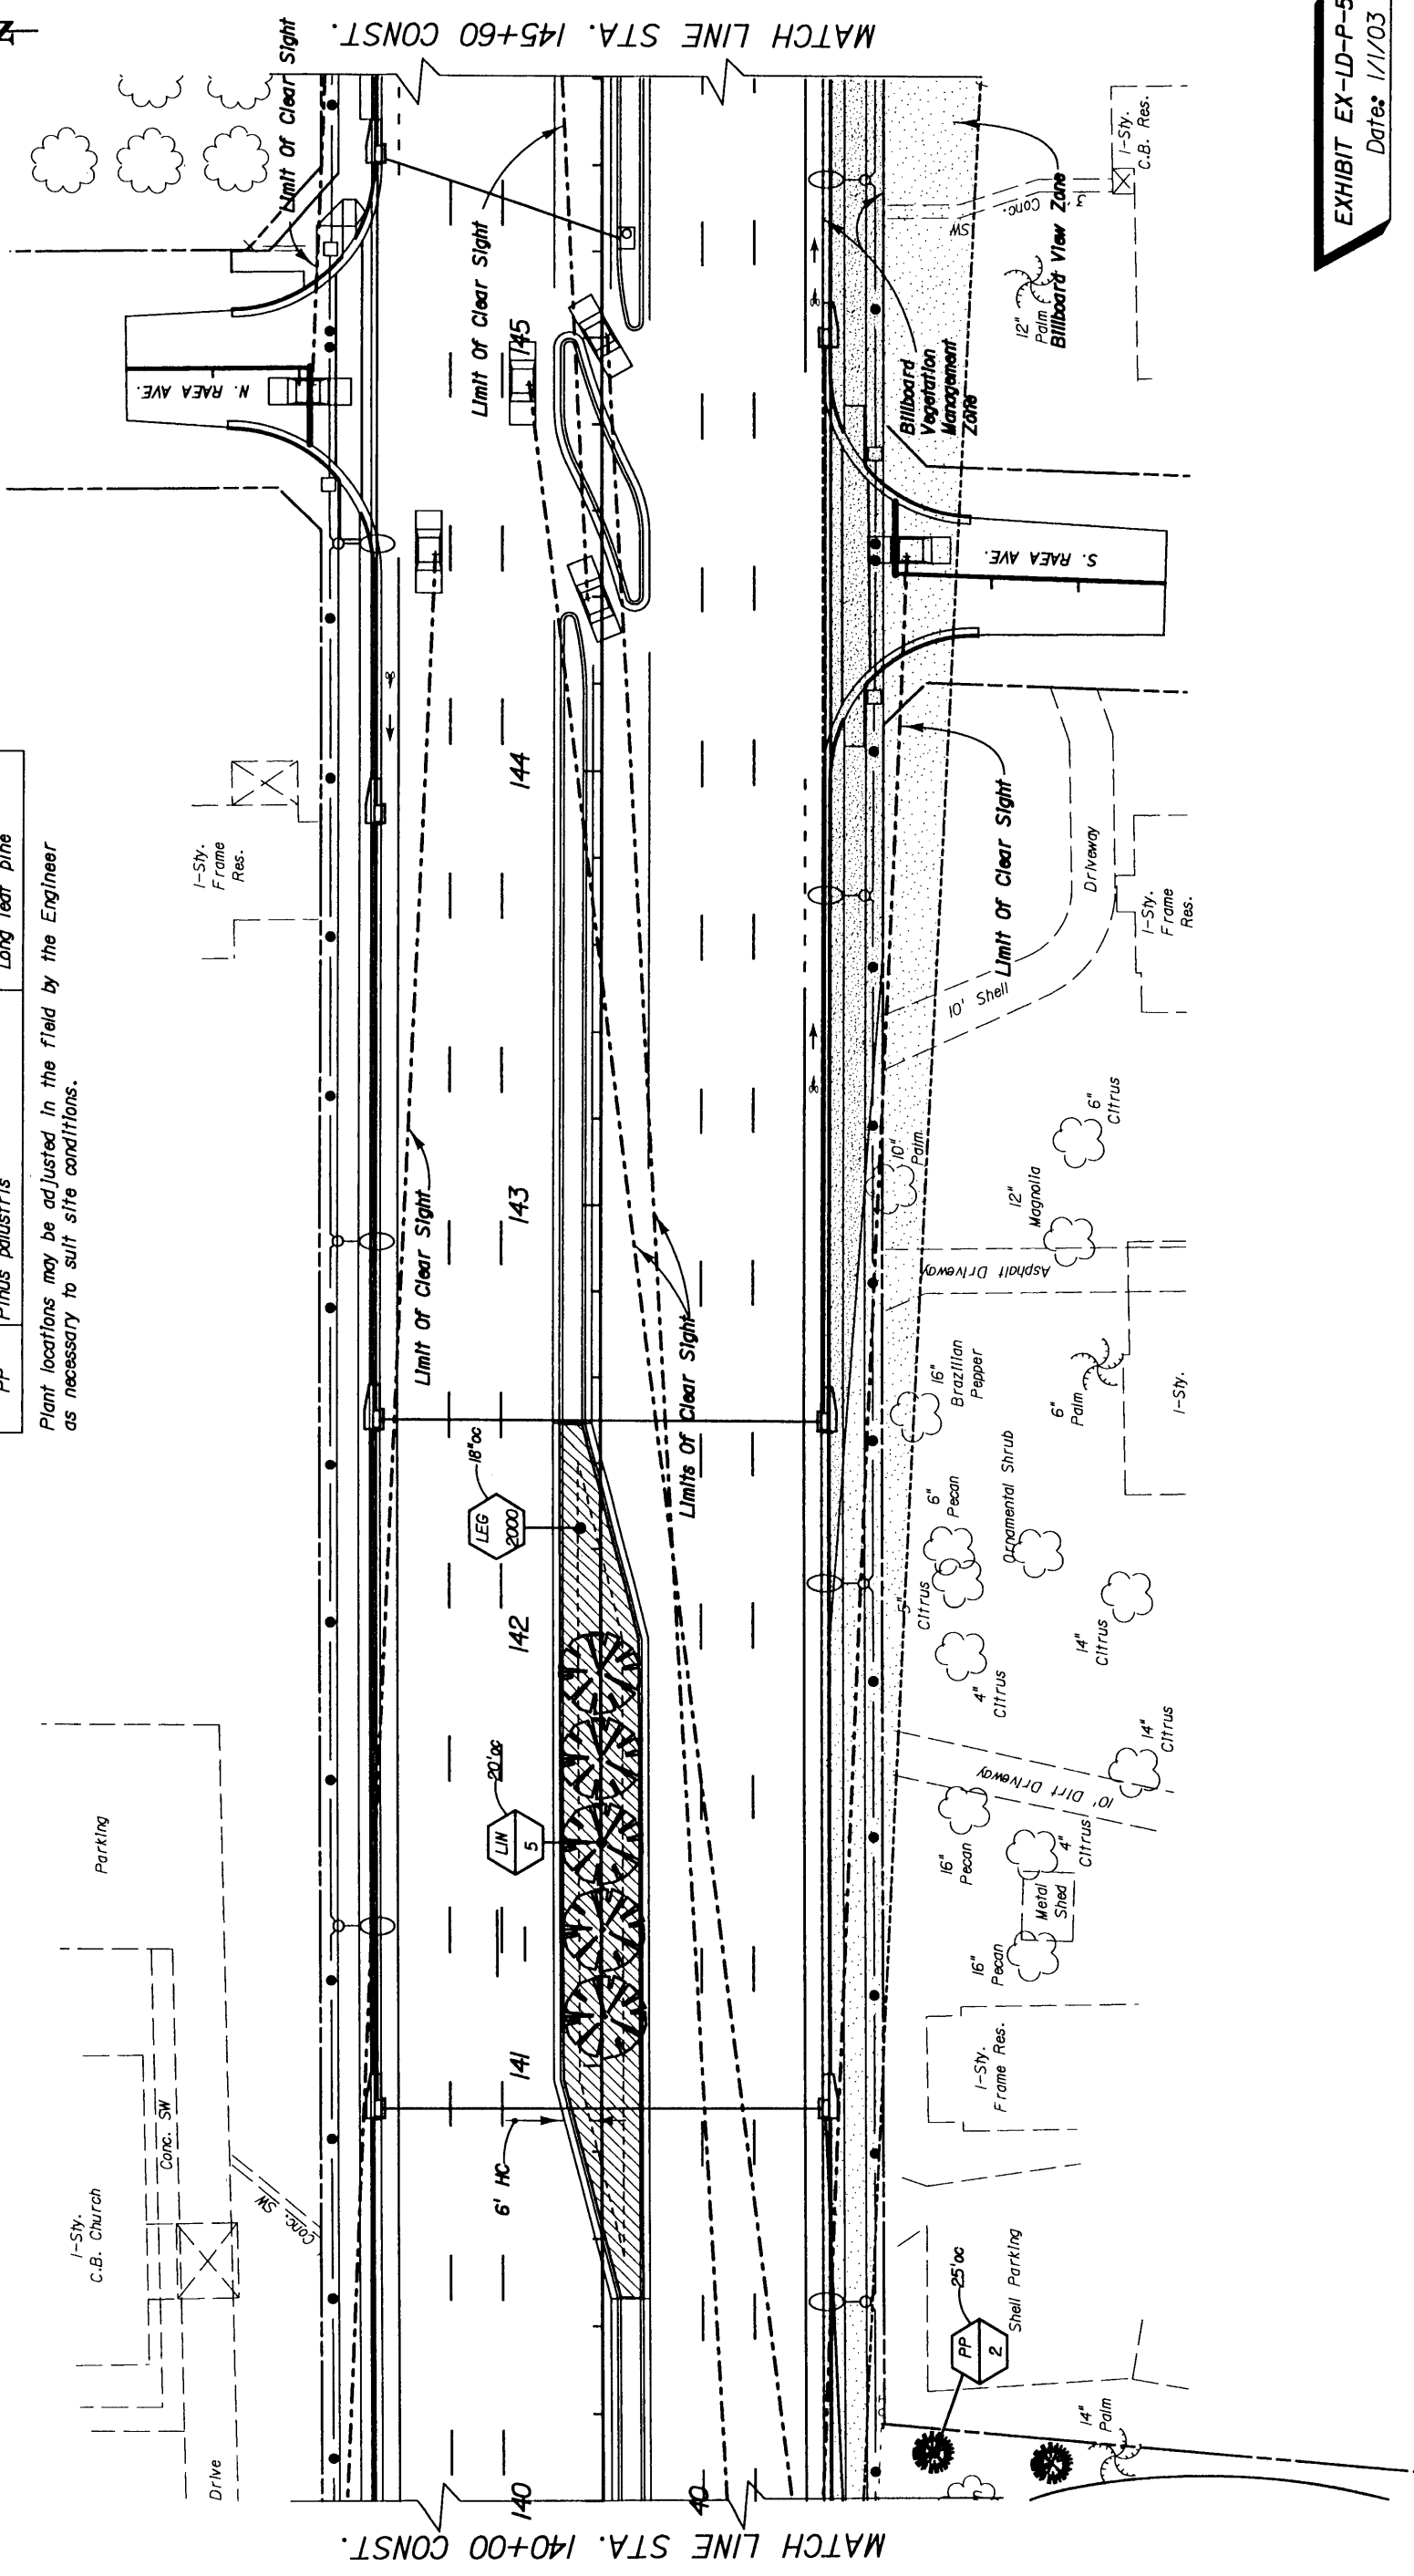 PP
Pinus palustris
Long leaf pine
Plant locations may be adjusted in the field by the Engineer
as necessary to suit site conditions.
EXHIBIT EX-LD-P-5
Date: 1/1/03
1-Sty.
C.B. Church
Conc. SW
Conc. SW
Drive
Parking
1-Sty.
Frame
Res.
N. RAEA AVE.
Limit Of Clear Sight
MATCH LINE STA. 140+00 CONST.
MATCH LINE STA. 145+60 CONST.
140
141
142
143
144
145
40
6' HC
LIN
5
20'oc
LEG
2000
18"oc
Limit Of Clear Sight
Limit Of Clear Sight
Limits Of Clear Sight
Limit Of Clear Sight
S. RAEA AVE.
Billboard
Vegetation
Management
Zone
Billboard View Zone
12"
Palm
SW
Conc.
3'
1-Sty.
C.B. Res.
PP
2
25'oc
Shell Parking
14"
Palm
1-Sty.
Frame Res.
16"
Pecan
Metal
Shed
16"
Pecan
4"
Citrus
10' Dirt Driveway
14"
Citrus
4"
Citrus
14"
Citrus
5"
Citrus
6"
Pecan
Ornamental Shrub
16"
Brazilian
Pepper
6"
Palm
1-Sty.
Asphalt Driveway
12"
Magnolia
10"
Palm
6"
Citrus
10' Shell
Driveway
1-Sty.
Frame
Res.